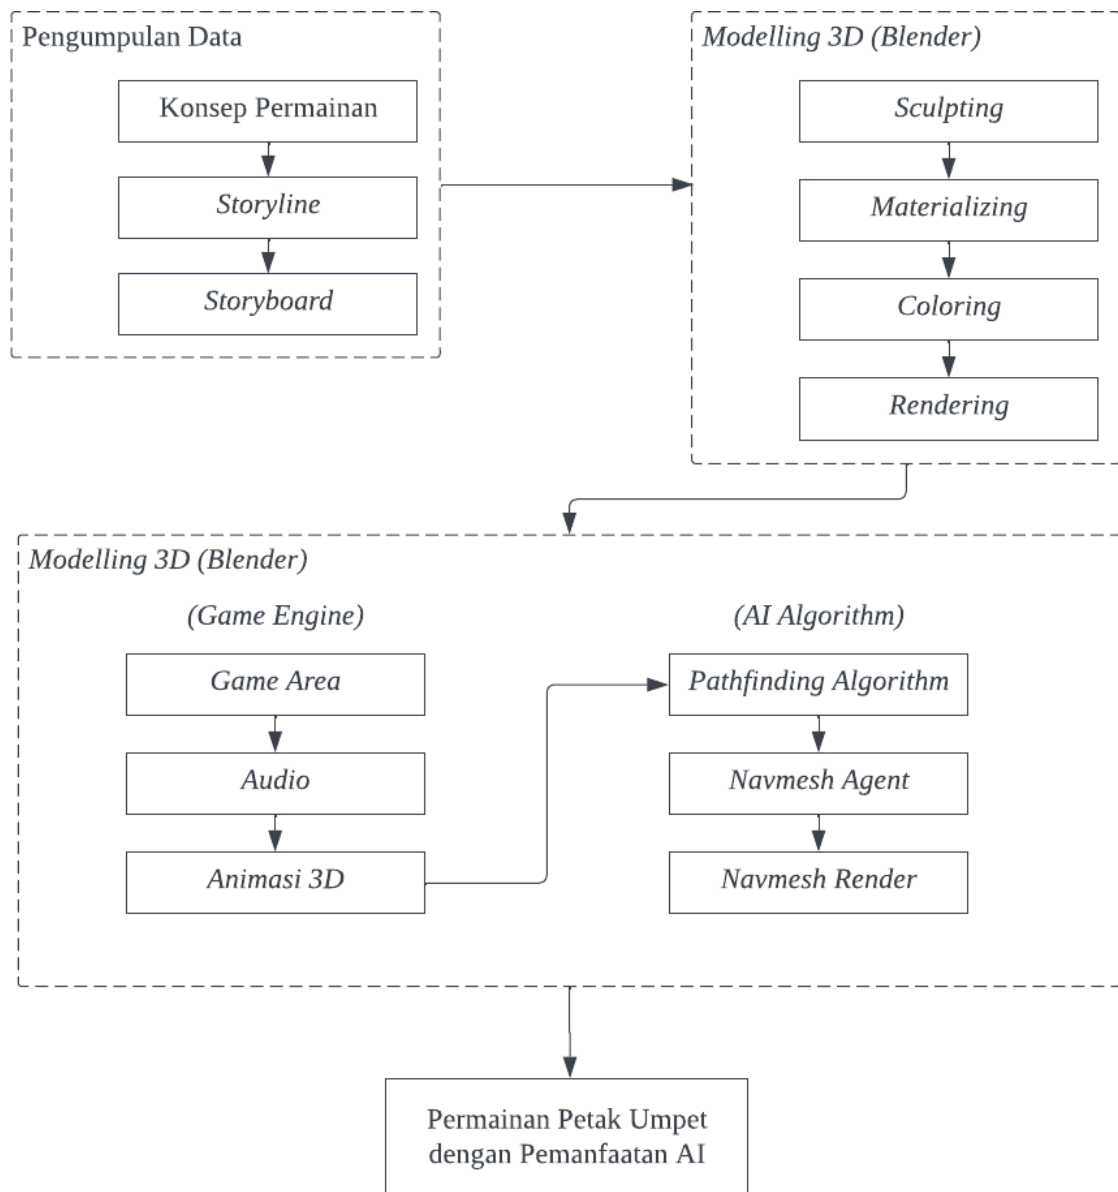 Pengumpulan Data
Konsep Permainan
Storyline
Storyboard
Modelling 3D (Blender)
Sculpting
Materializing
Coloring
Rendering
Modelling 3D (Blender)
(Game Engine)
Game Area
Audio
Animasi 3D
(AI Algorithm)
Pathfinding Algorithm
Navmesh Agent
Navmesh Render
Permainan Petak Umpet
dengan Pemanfaatan AI